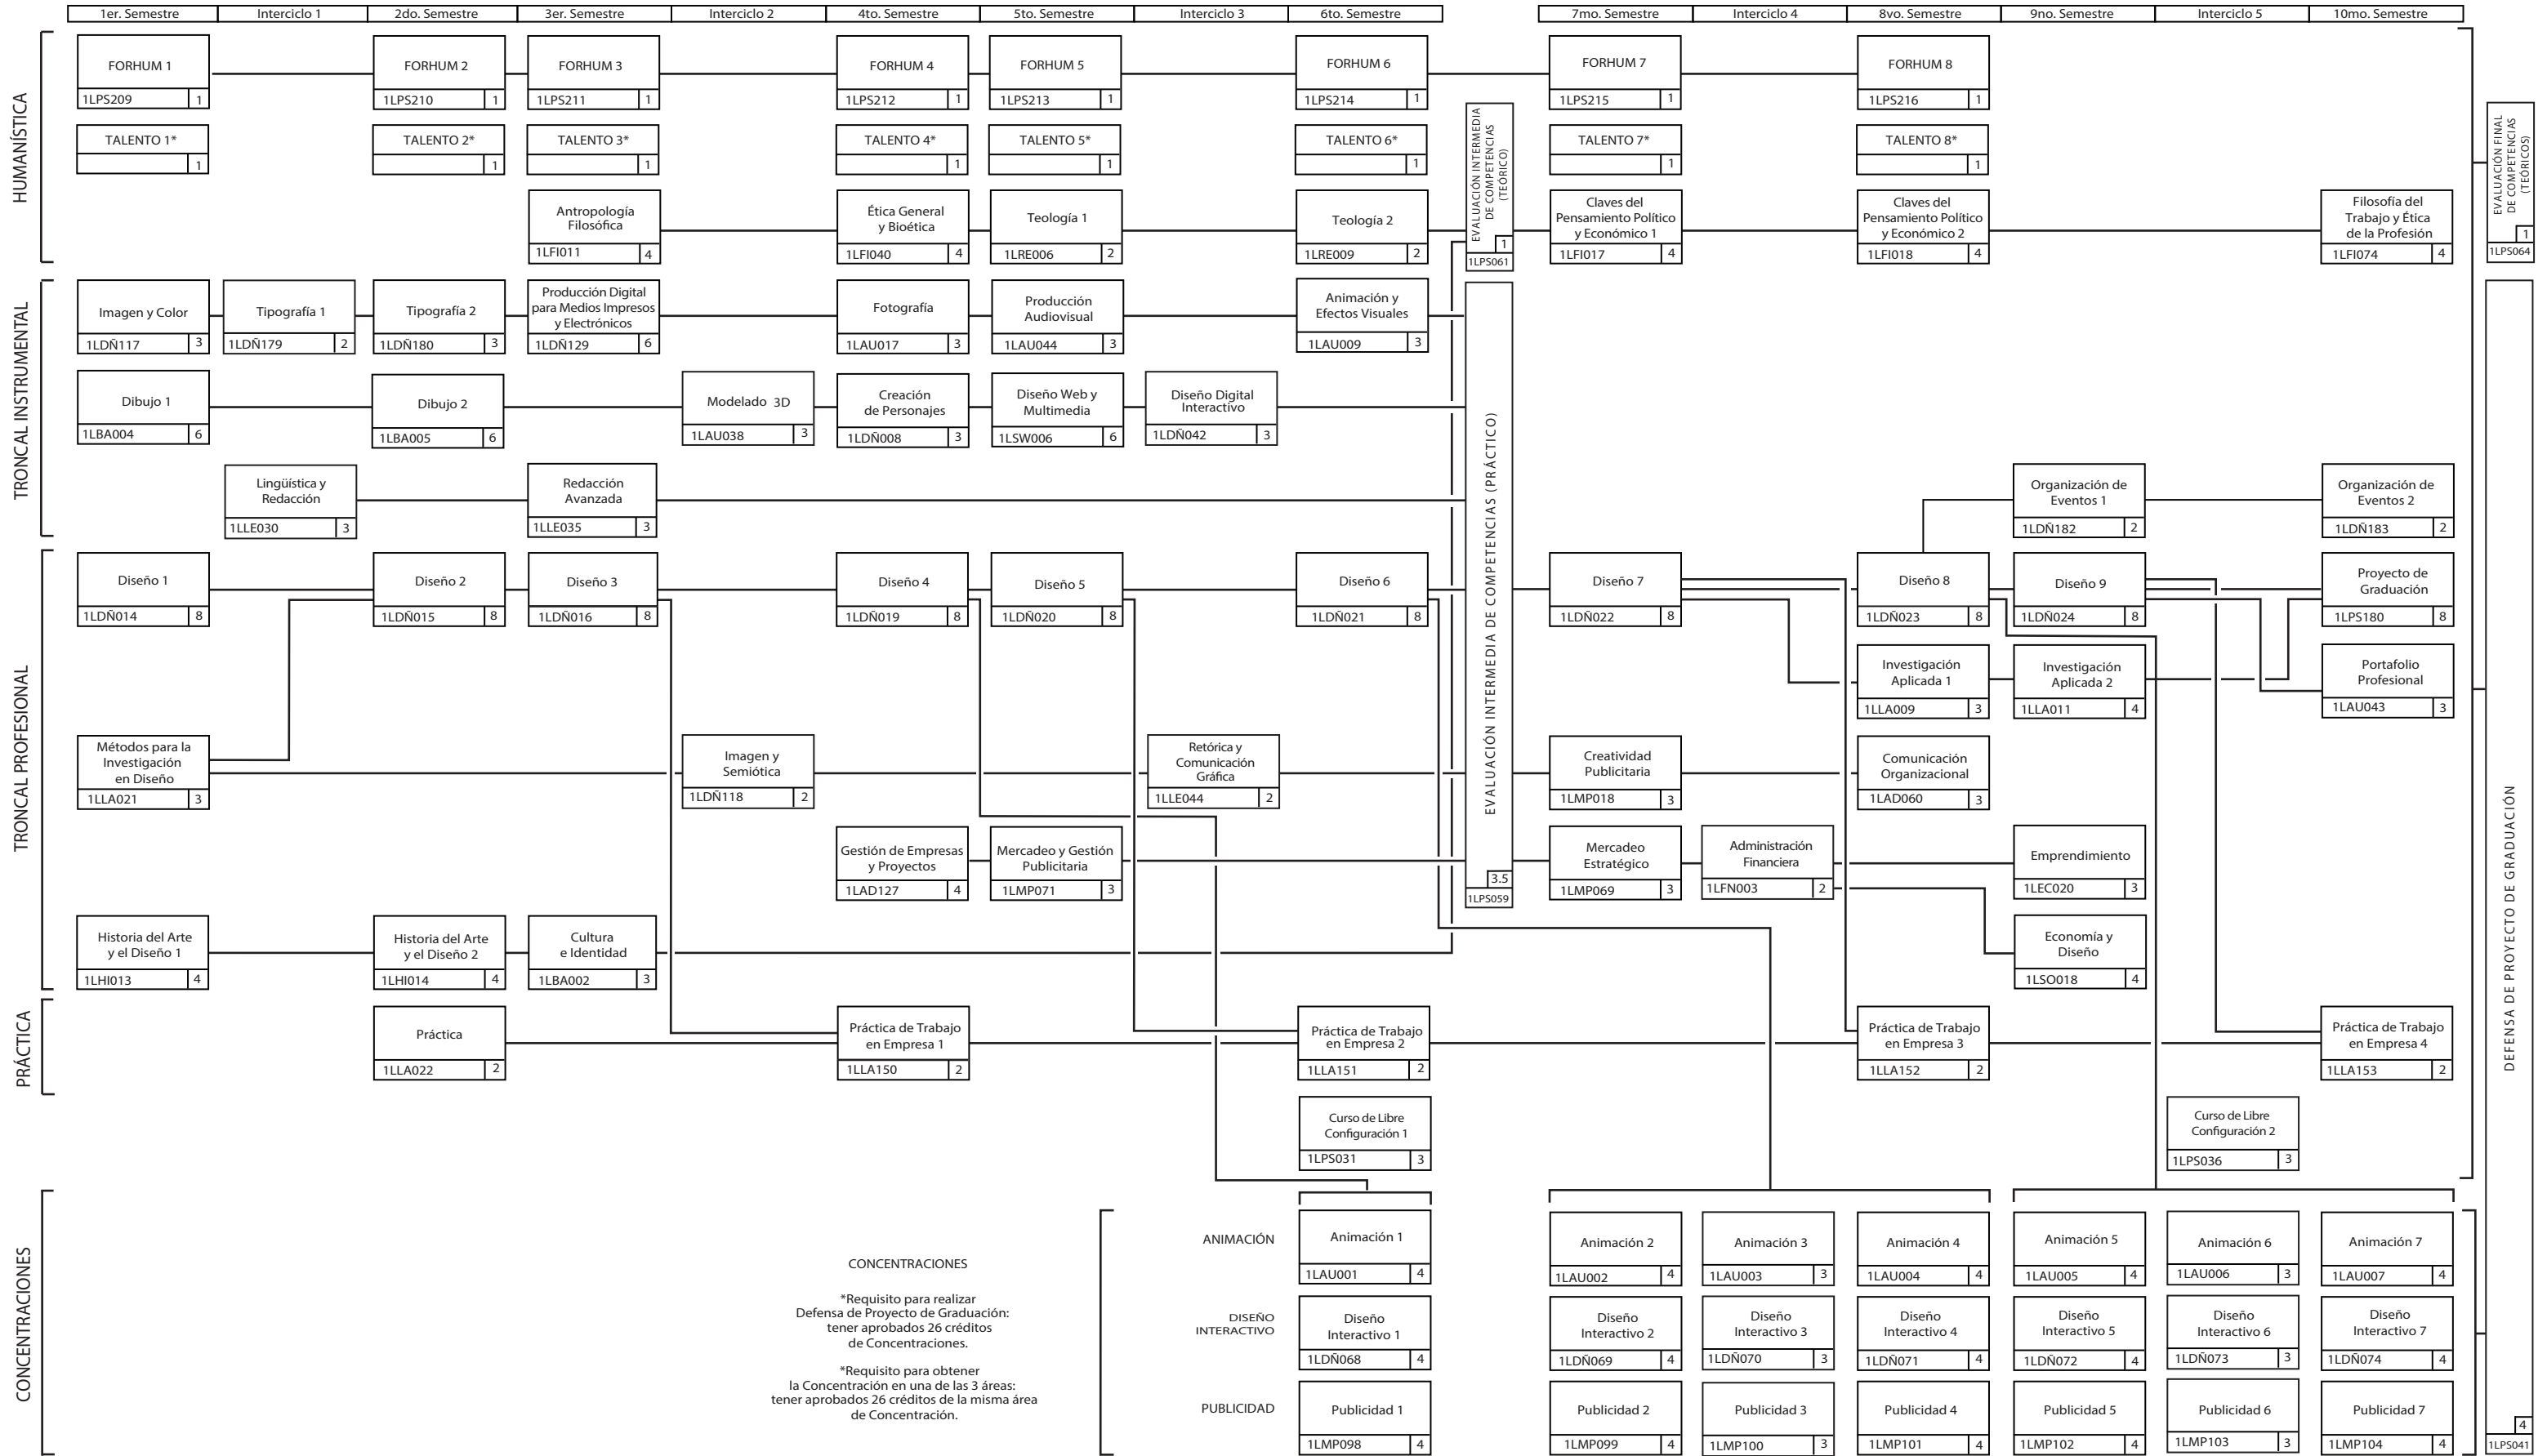 1er. Semestre
Interciclo 1
2do. Semestre
3er. Semestre
Interciclo 2
4to. Semestre
5to. Semestre
Interciclo 3
6to. Semestre
7mo. Semestre
Interciclo 4
8vo. Semestre
9no. Semestre
Interciclo 5
10mo. Semestre
HUMANÍSTICA
FORHUM 1
1LPS209 1
FORHUM 2
1LPS210 1
FORHUM 3
1LPS211 1
FORHUM 4
1LPS212 1
FORHUM 5
1LPS213 1
FORHUM 6
1LPS214 1
FORHUM 7
1LPS215 1
FORHUM 8
1LPS216 1
TALENTO 1*
1
TALENTO 2*
1
TALENTO 3*
1
TALENTO 4*
1
TALENTO 5*
1
TALENTO 6*
1
TALENTO 7*
1
TALENTO 8*
1
Antropología
Filosófica
1LFI011 4
Ética General
y Bioética
1LFI040 4
Teología 1
1LRE006 2
Teología 2
1LRE009 2
EVALUACIÓN INTERMEDIA
DE COMPETENCIAS
(TEÓRICO)
1
1LPS061
Claves del
Pensamiento Político
y Económico 1
1LFI017 4
Claves del
Pensamiento Político
y Económico 2
1LFI018 4
Filosofía del
Trabajo y Ética
de la Profesión
1LFI074 4
EVALUACIÓN FINAL
DE COMPETENCIAS
(TEÓRICOS)
1
1LPS064
TRONCAL INSTRUMENTAL
Imagen y Color
1LDÑ117 3
Tipografía 1
1LDÑ179 2
Tipografía 2
1LDÑ180 3
Producción Digital
para Medios Impresos
y Electrónicos
1LDÑ129 6
Fotografía
1LAU017 3
Producción
Audiovisual
1LAU044 3
Animación y
Efectos Visuales
1LAU009 3
Dibujo 1
1LBA004 6
Dibujo 2
1LBA005 6
Modelado 3D
1LAU038 3
Creación
de Personajes
1LDÑ008 3
Diseño Web y
Multimedia
1LSW006 6
Diseño Digital
Interactivo
1LDÑ042 3
Lingüística y
Redacción
1LLE030 3
Redacción
Avanzada
1LLE035 3
Organización de
Eventos 1
1LDÑ182 2
Organización de
Eventos 2
1LDÑ183 2
EVALUACIÓN INTERMEDIA DE COMPETENCIAS (PRÁCTICO)
3.5
1LPS059
TRONCAL PROFESIONAL
Diseño 1
1LDÑ014 8
Diseño 2
1LDÑ015 8
Diseño 3
1LDÑ016 8
Diseño 4
1LDÑ019 8
Diseño 5
1LDÑ020 8
Diseño 6
1LDÑ021 8
Diseño 7
1LDÑ022 8
Diseño 8
1LDÑ023 8
Diseño 9
1LDÑ024 8
Proyecto de
Graduación
1LPS180 8
Investigación
Aplicada 1
1LLA009 3
Investigación
Aplicada 2
1LLA011 4
Portafolio
Profesional
1LAU043 3
Métodos para la
Investigación
en Diseño
1LLA021 3
Imagen y
Semiótica
1LDÑ118 2
Retórica y
Comunicación
Gráfica
1LLE044 2
Creatividad
Publicitaria
1LMP018 3
Comunicación
Organizacional
1LAD060 3
Gestión de Empresas
y Proyectos
1LAD127 4
Mercadeo y Gestión
Publicitaria
1LMP071 3
Mercadeo
Estratégico
1LMP069 3
Administración
Financiera
1LFN003 2
Emprendimiento
1LEC020 3
Historia del Arte
y el Diseño 1
1LHI013 4
Historia del Arte
y el Diseño 2
1LHI014 4
Cultura
e Identidad
1LBA002 3
Economía y
Diseño
1LSO018 4
PRÁCTICA
Práctica
1LLA022 2
Práctica de Trabajo
en Empresa 1
1LLA150 2
Práctica de Trabajo
en Empresa 2
1LLA151 2
Práctica de Trabajo
en Empresa 3
1LLA152 2
Práctica de Trabajo
en Empresa 4
1LLA153 2
Curso de Libre
Configuración 1
1LPS031 3
Curso de Libre
Configuración 2
1LPS036 3
DEFENSA DE PROYECTO DE GRADUACIÓN
4
1LPS041
CONCENTRACIONES
CONCENTRACIONES
*Requisito para realizar
Defensa de Proyecto de Graduación:
tener aprobados 26 créditos
de Concentraciones.
*Requisito para obtener
la Concentración en una de las 3 áreas:
tener aprobados 26 créditos de la misma área
de Concentración.
ANIMACIÓN
Animación 1
1LAU001 4
Animación 2
1LAU002 4
Animación 3
1LAU003 3
Animación 4
1LAU004 4
Animación 5
1LAU005 4
Animación 6
1LAU006 3
Animación 7
1LAU007 4
DISEÑO
INTERACTIVO
Diseño
Interactivo 1
1LDÑ068 4
Diseño
Interactivo 2
1LDÑ069 4
Diseño
Interactivo 3
1LDÑ070 3
Diseño
Interactivo 4
1LDÑ071 4
Diseño
Interactivo 5
1LDÑ072 4
Diseño
Interactivo 6
1LDÑ073 3
Diseño
Interactivo 7
1LDÑ074 4
PUBLICIDAD
Publicidad 1
1LMP098 4
Publicidad 2
1LMP099 4
Publicidad 3
1LMP100 3
Publicidad 4
1LMP101 4
Publicidad 5
1LMP102 4
Publicidad 6
1LMP103 3
Publicidad 7
1LMP104 4